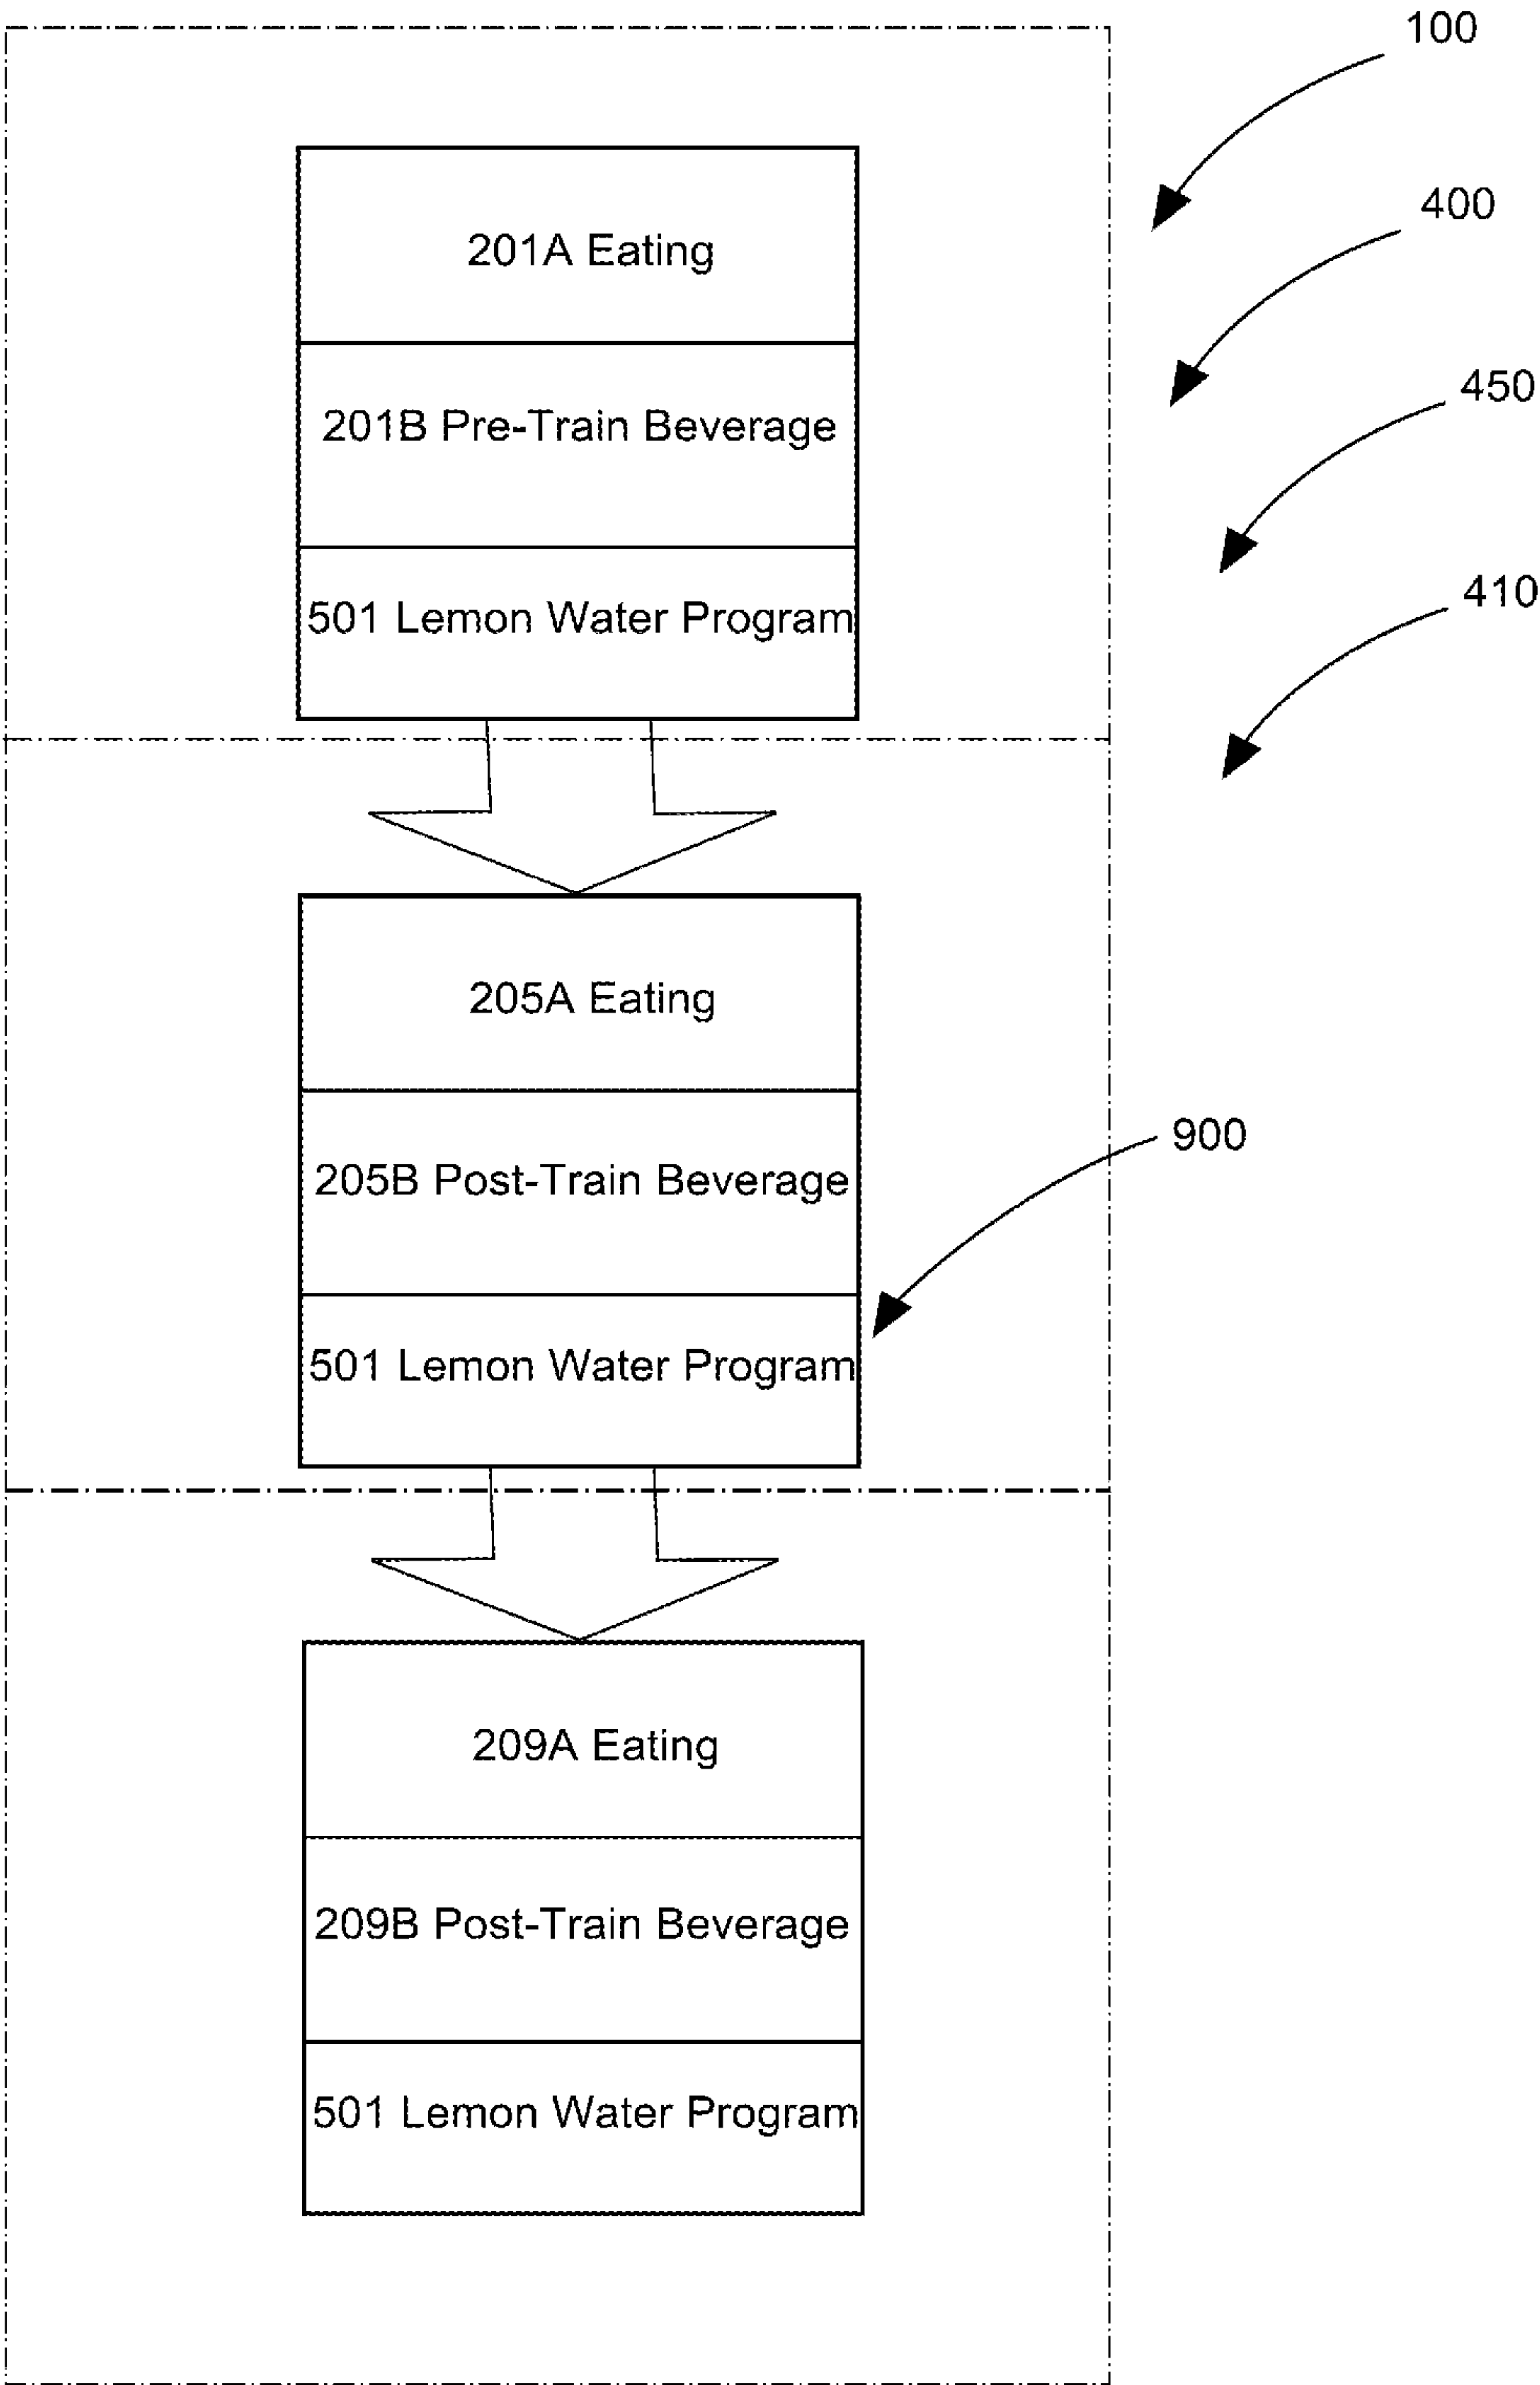 100
201A Eating
400
450
201B Pre-Train Beverage
410
501 Lemon Water Program
205A Eating
900
205B Post-Train Beverage
501 Lemon Water Program
209A Eating
209B Post-Train Beverage
501 Lemon Water Program